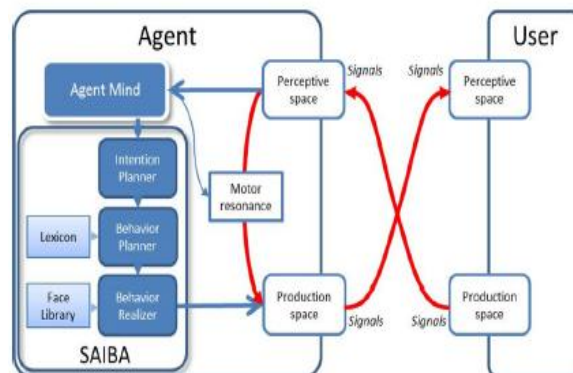 Agent
User
Agent Mind
Perceptive
space
Signals
Signals
Perceptive
space
Intention
Planner
Motor
resonance
Lexicon
Behavior
Planner
Face
Library
Behavior
Realizer
Production
space
Signals
Signals
Production
space
SAIBA